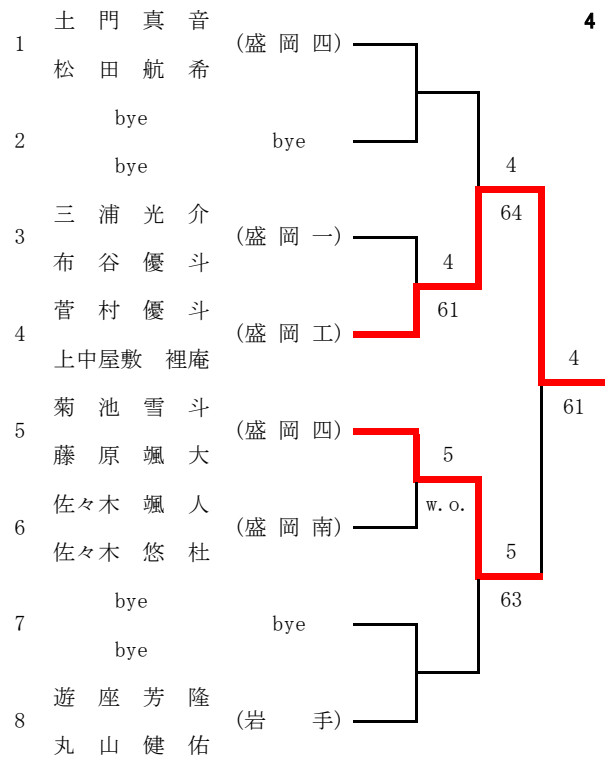 4
土 門 真 音
1 (盛 岡 四)
松 田 航 希
bye
2 bye
bye
4
三 浦 光 介
64
3 (盛 岡 一)
布 谷 優 斗
4
菅 村 優 斗
61
4 (盛 岡 工)
上中屋敷 裡庵
4
菊 池 雪 斗
61
5 (盛 岡 四)
藤 原 颯 大
5
佐々木 颯 人
w.o.
6 (盛 岡 南)
佐々木 悠 杜
5
bye
63
7 bye
bye
遊 座 芳 隆
8 (岩 手)
丸 山 健 佑